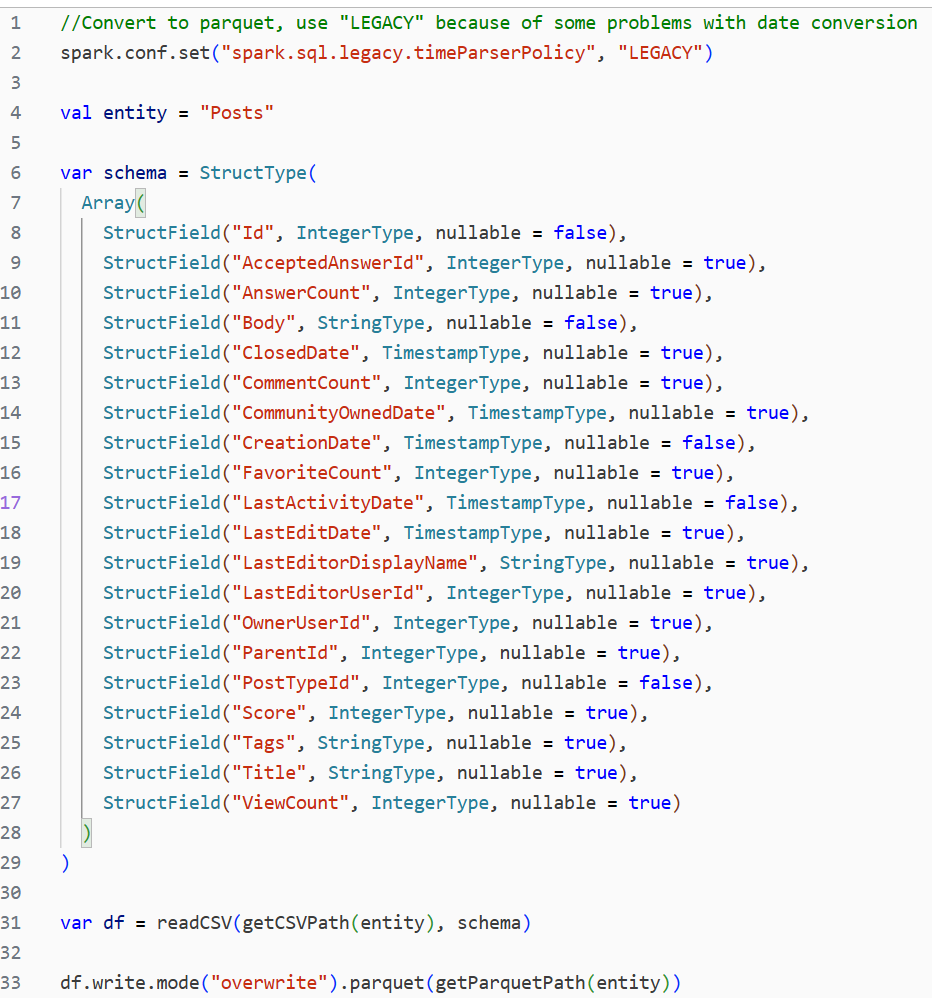 1 //Convert to parquet, use "LEGACY" because of some problems with date conversion
2 spark.conf.set("spark.sql.legacy.timeParserPolicy", "LEGACY")
3
4 val entity = "Posts"
5
6 var schema = StructType(
7   Array(
8     StructField("Id", IntegerType, nullable = false),
9     StructField("AcceptedAnswerId", IntegerType, nullable = true),
10     StructField("AnswerCount", IntegerType, nullable = true),
11     StructField("Body", StringType, nullable = false),
12     StructField("ClosedDate", TimestampType, nullable = true),
13     StructField("CommentCount", IntegerType, nullable = true),
14     StructField("CommunityOwnedDate", TimestampType, nullable = true),
15     StructField("CreationDate", TimestampType, nullable = false),
16     StructField("FavoriteCount", IntegerType, nullable = true),
17     StructField("LastActivityDate", TimestampType, nullable = false),
18     StructField("LastEditDate", TimestampType, nullable = true),
19     StructField("LastEditorDisplayName", StringType, nullable = true),
20     StructField("LastEditorUserId", IntegerType, nullable = true),
21     StructField("OwnerUserId", IntegerType, nullable = true),
22     StructField("ParentId", IntegerType, nullable = true),
23     StructField("PostTypeId", IntegerType, nullable = false),
24     StructField("Score", IntegerType, nullable = true),
25     StructField("Tags", StringType, nullable = true),
26     StructField("Title", StringType, nullable = true),
27     StructField("ViewCount", IntegerType, nullable = true)
28   )
29 )
30
31 var df = readCSV(getCSVPath(entity), schema)
32
33 df.write.mode("overwrite").parquet(getParquetPath(entity))